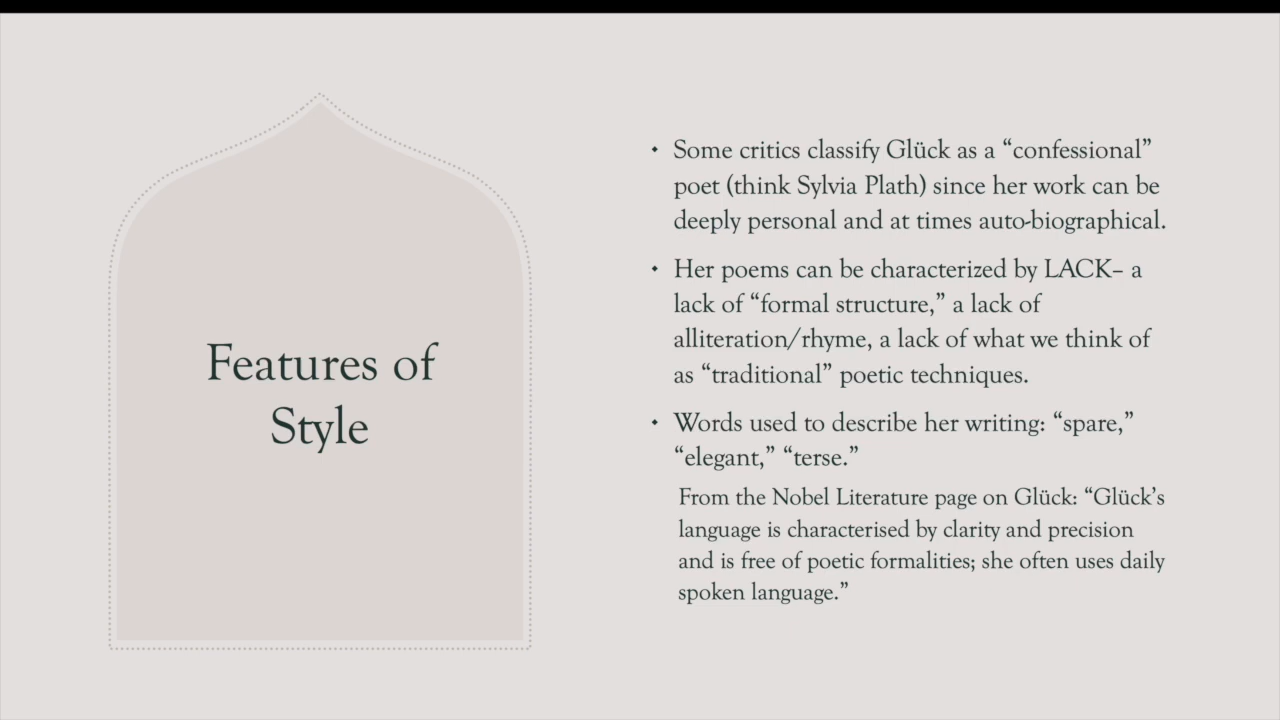 Features of
Style
• Some critics classify Glück as a “confessional”
poet (think Sylvia Plath) since her work can be
deeply personal and at times auto-biographical.
• Her poems can be characterized by LACK– a
lack of “formal structure,” a lack of
alliteration/rhyme, a lack of what we think of
as “traditional” poetic techniques.
• Words used to describe her writing: “spare,”
“elegant,” “terse.”
From the Nobel Literature page on Glück: “Glück’s
language is characterised by clarity and precision
and is free of poetic formalities; she often uses daily
spoken language.”